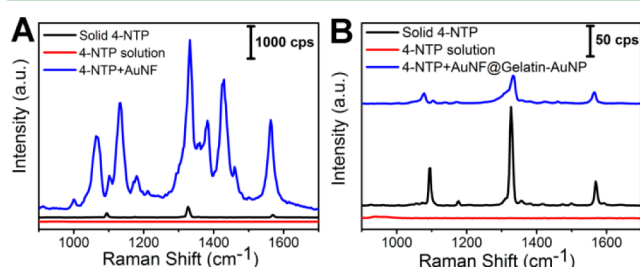 A
Solid 4-NTP
4-NTP solution
4-NTP+AuNF
1000 cps
Intensity (a.u.)
1000 1200 1400 1600
Raman Shift (cm-1)
B
Solid 4-NTP
4-NTP solution
4-NTP+AuNF@Gelatin-AuNP
50 cps
Intensity (a.u.)
1000 1200 1400 1600
Raman Shift (cm-1)